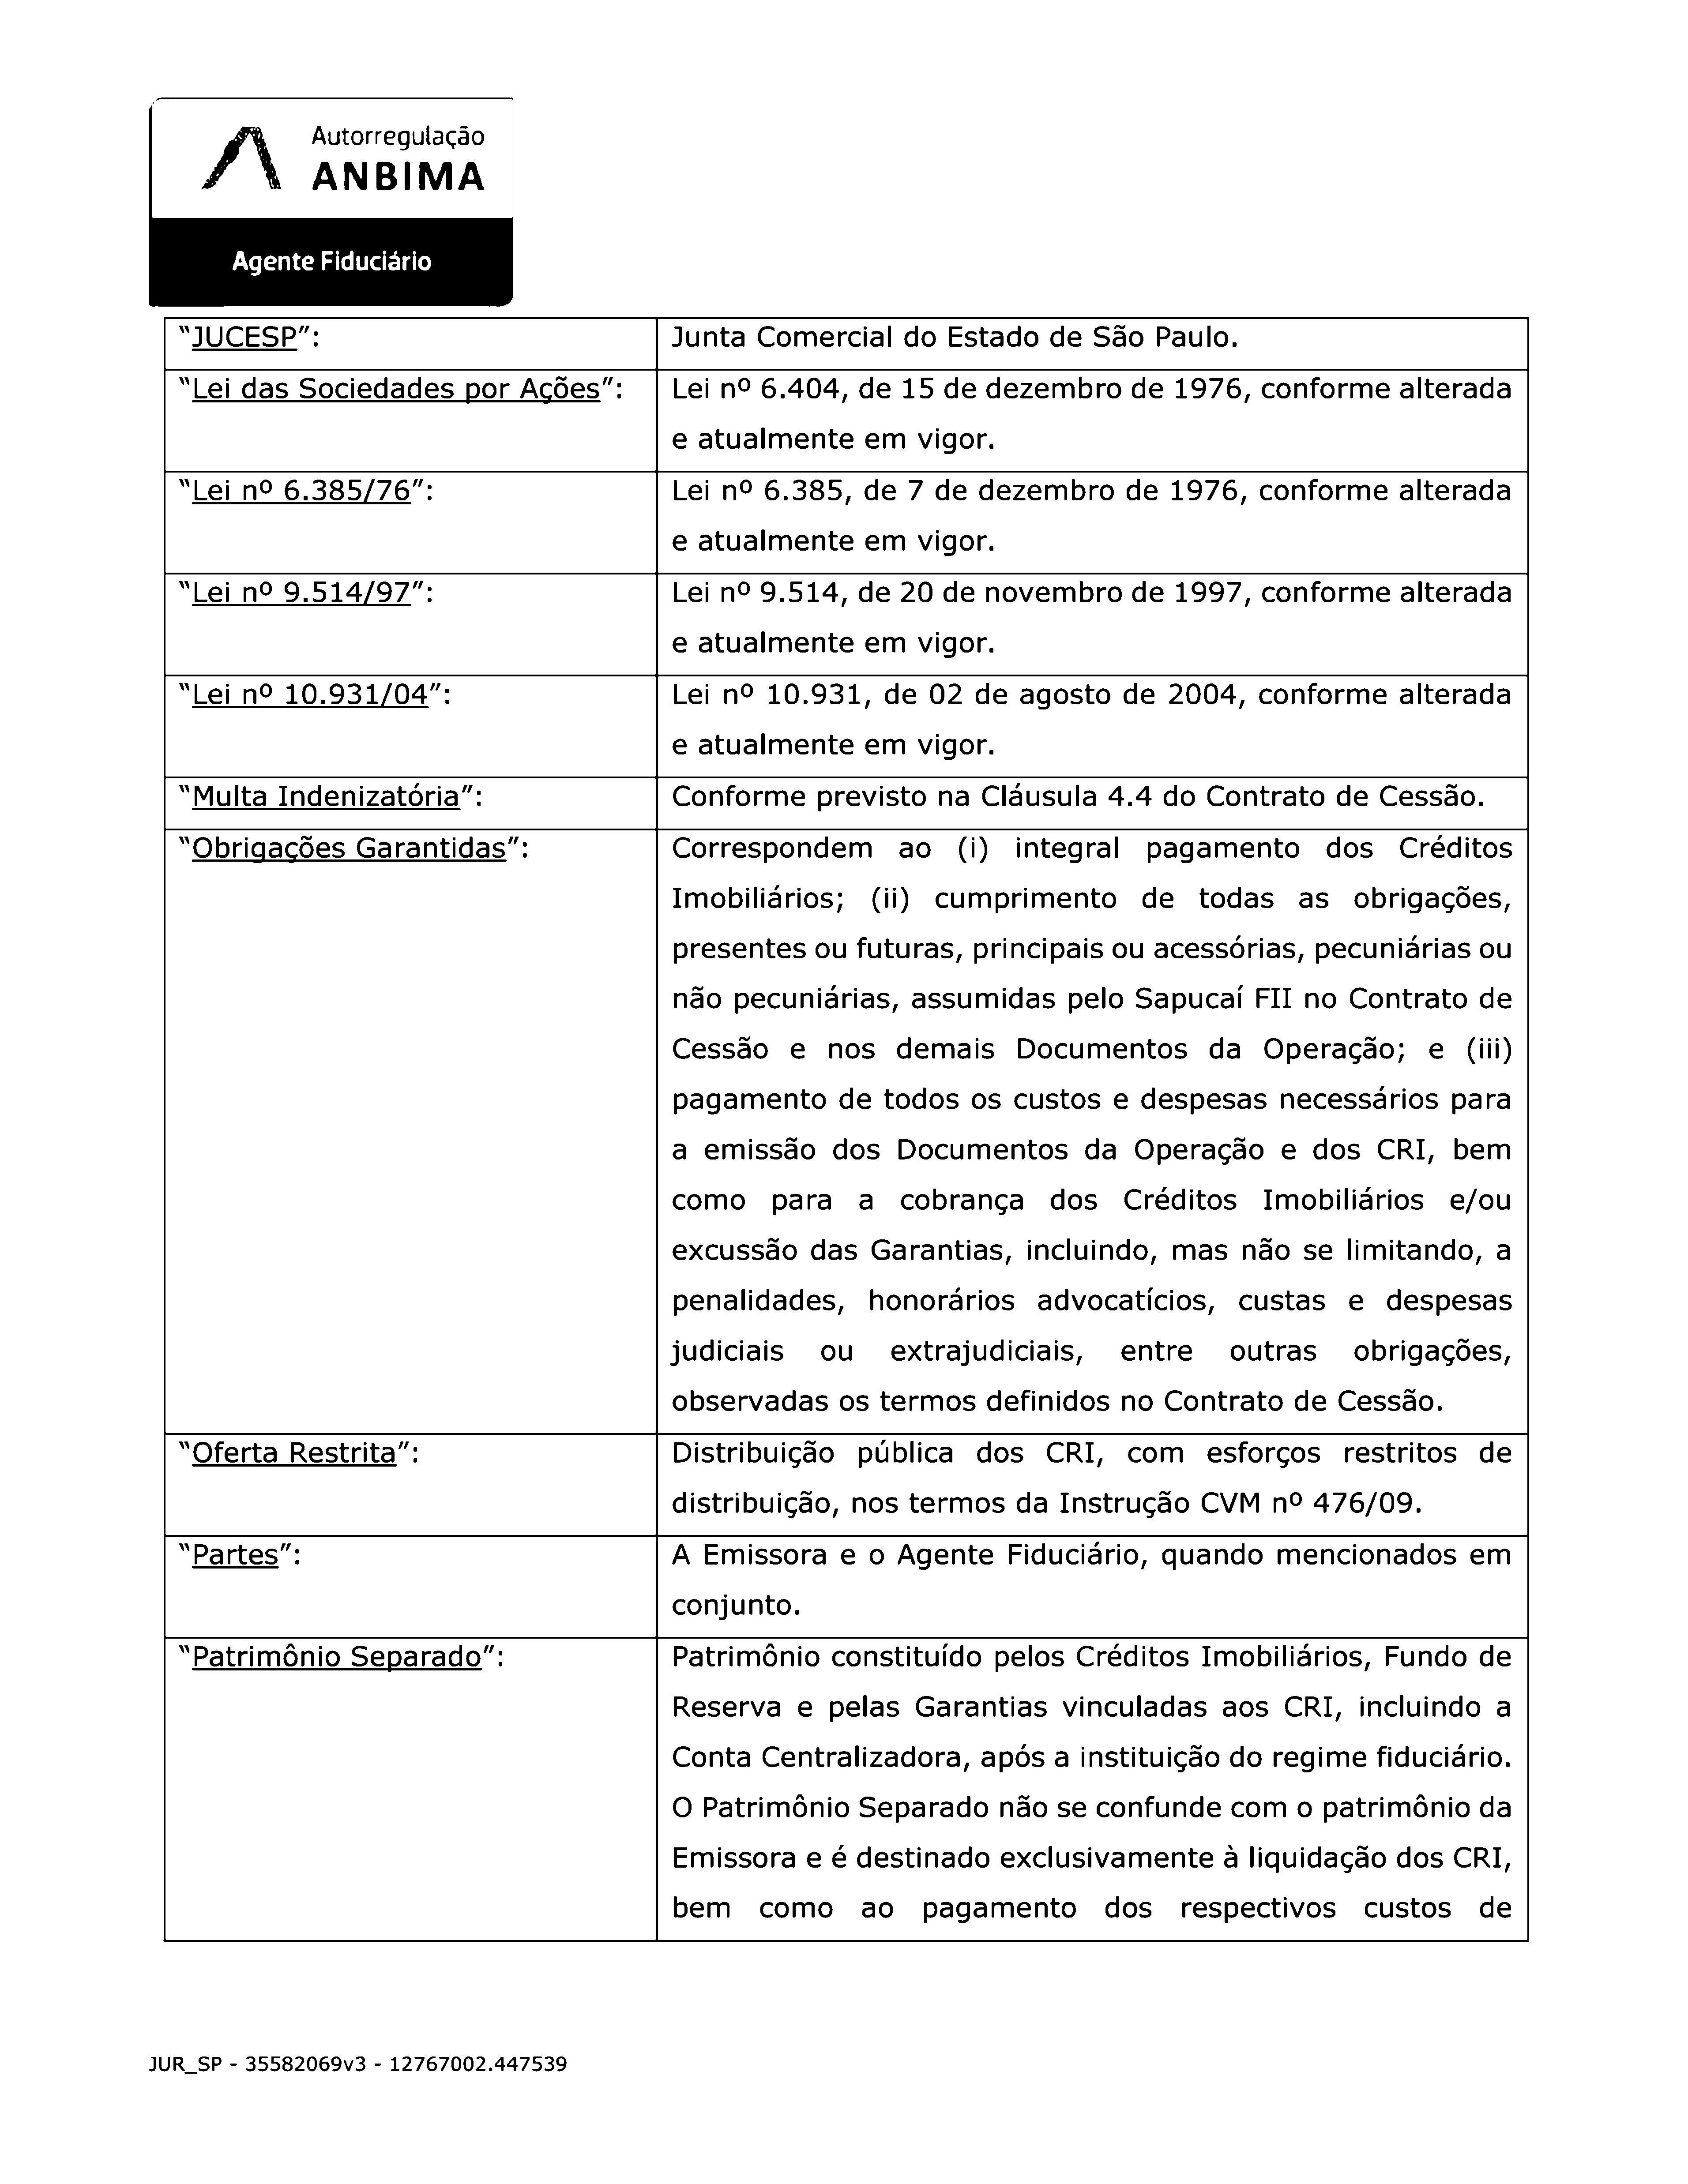 Autorregulação
ANBIMA
Agente Fiduciário
“JUCESP”:
Junta Comercial do Estado de São Paulo.
“Lei das Sociedades por Ações”:
Lei nº 6.404, de 15 de dezembro de 1976, conforme alterada
e atualmente em vigor.
“Lei nº 6.385/76”:
Lei nº 6.385, de 7 de dezembro de 1976, conforme alterada
e atualmente em vigor.
“Lei nº 9.514/97”:
Lei nº 9.514, de 20 de novembro de 1997, conforme alterada
e atualmente em vigor.
“Lei nº 10.931/04”:
Lei nº 10.931, de 02 de agosto de 2004, conforme alterada
e atualmente em vigor.
“Multa Indenizatória”:
Conforme previsto na Cláusula 4.4 do Contrato de Cessão.
“Obrigações Garantidas”:
Correspondem ao (i) integral pagamento dos Créditos
Imobiliários; (ii) cumprimento de todas as obrigações,
presentes ou futuras, principais ou acessórias, pecuniárias ou
não pecuniárias, assumidas pelo Sapucaí FII no Contrato de
Cessão e nos demais Documentos da Operação; e (iii)
pagamento de todos os custos e despesas necessários para
a emissão dos Documentos da Operação e dos CRI, bem
como para a cobrança dos Créditos Imobiliários e/ou
excussão das Garantias, incluindo, mas não se limitando, a
penalidades, honorários advocatícios, custas e despesas
judiciais ou extrajudiciais, entre outras obrigações,
observadas os termos definidos no Contrato de Cessão.
“Oferta Restrita”:
Distribuição pública dos CRI, com esforços restritos de
distribuição, nos termos da Instrução CVM nº 476/09.
“Partes”:
A Emissora e o Agente Fiduciário, quando mencionados em
conjunto.
“Patrimônio Separado”:
Patrimônio constituído pelos Créditos Imobiliários, Fundo de
Reserva e pelas Garantias vinculadas aos CRI, incluindo a
Conta Centralizadora, após a instituição do regime fiduciário.
O Patrimônio Separado não se confunde com o patrimônio da
Emissora e é destinado exclusivamente à liquidação dos CRI,
bem como ao pagamento dos respectivos custos de
JUR_SP - 35582069v3 - 12767002.447539